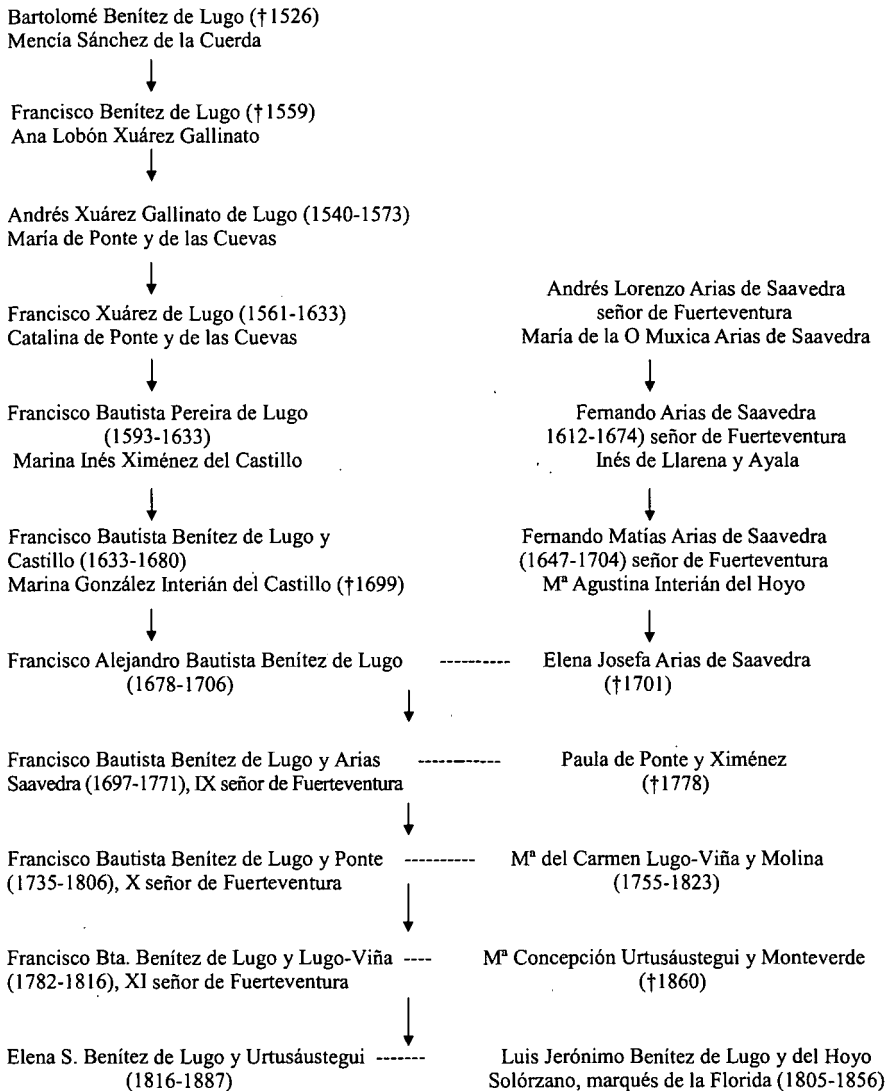 Bartolomé Benítez de Lugo (†1526)
Mencía Sánchez de la Cuerda
Francisco Benítez de Lugo (†1559)
Ana Lobón Xuárez Gallinato
Andrés Xuárez Gallinato de Lugo (1540-1573)
María de Ponte y de las Cuevas
Francisco Xuárez de Lugo (1561-1633)
Catalina de Ponte y de las Cuevas
Andrés Lorenzo Arias de Saavedra
señor de Fuerteventura
María de la O Muxica Arias de Saavedra
Francisco Bautista Pereira de Lugo
(1593-1633)
Marina Inés Ximénez del Castillo
Fernando Arias de Saavedra
1612-1674) señor de Fuerteventura
Inés de Llarena y Ayala
Francisco Bautista Benítez de Lugo y
Castillo (1633-1680)
Marina González Interián del Castillo (†1699)
Fernando Matías Arias de Saavedra
(1647-1704) señor de Fuerteventura
Mª Agustina Interián del Hoyo
Francisco Alejandro Bautista Benítez de Lugo ---------- Elena Josefa Arias de Saavedra
(1678-1706) (†1701)
Francisco Bautista Benítez de Lugo y Arias ----------- Paula de Ponte y Ximénez
Saavedra (1697-1771), IX señor de Fuerteventura (†1778)
Francisco Bautista Benítez de Lugo y Ponte ---------- Mª del Carmen Lugo-Viña y Molina
(1735-1806), X señor de Fuerteventura (1755-1823)
Francisco Bta. Benítez de Lugo y Lugo-Viña ---- Mª Concepción Urtusáustegui y Monteverde
(1782-1816), XI señor de Fuerteventura (†1860)
Elena S. Benítez de Lugo y Urtusáustegui ------- Luis Jerónimo Benítez de Lugo y del Hoyo
(1816-1887) Solórzano, marqués de la Florida (1805-1856)